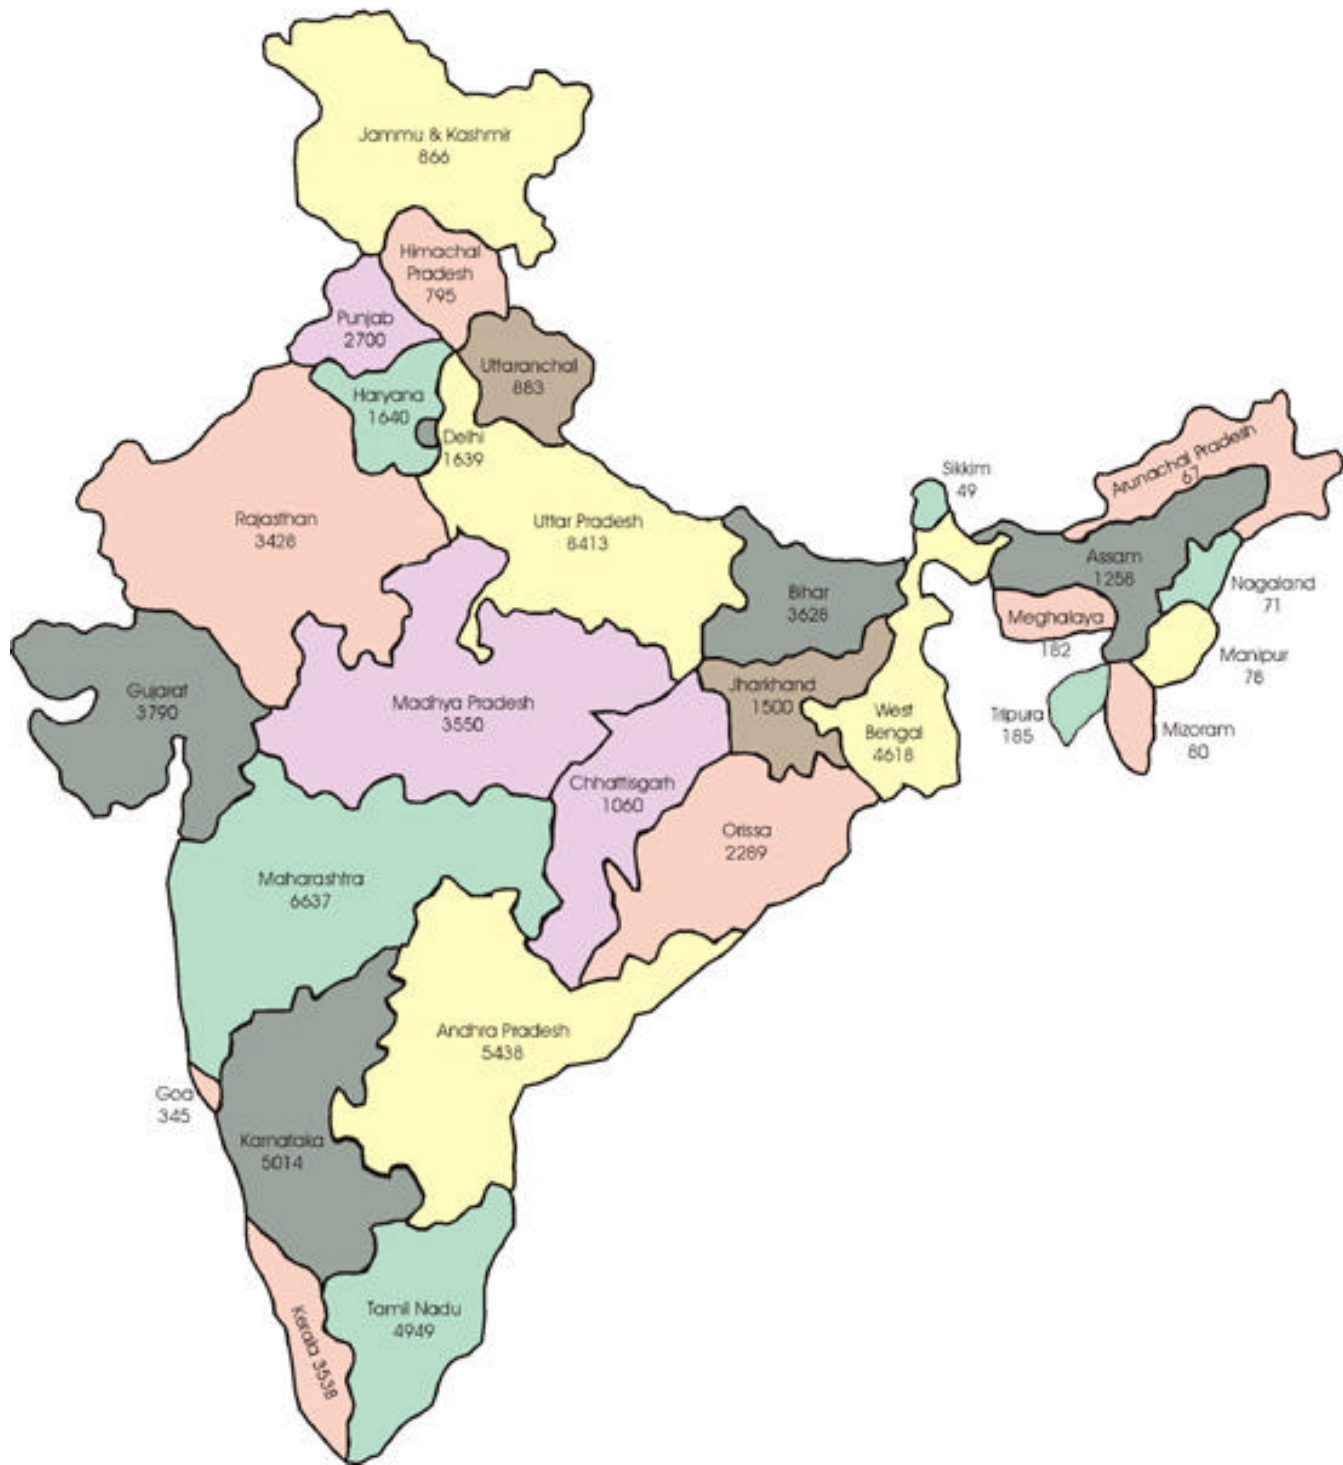 Jammu & Kashmir
866
Himachal
Pradesh
795
Punjab
2700
Uttaranchal
883
Haryana
1640
Delhi
1639
Arunachal Pradesh
67
Sikkim
49
Rajasthan
3428
Uttar Pradesh
8413
Assam
1258
Bihar
3628
Nagaland
71
Meghalaya
182
Manipur
78
Gujarat
3790
Madhya Pradesh
3550
Jharkhand
1500
West
Bengal
4618
Tripura
185
Mizoram
80
Chhattisgarh
1060
Orissa
2289
Maharashtra
6637
Andhra Pradesh
5438
Goa
345
Karnataka
5014
Kerala 3538
Tamil Nadu
4949